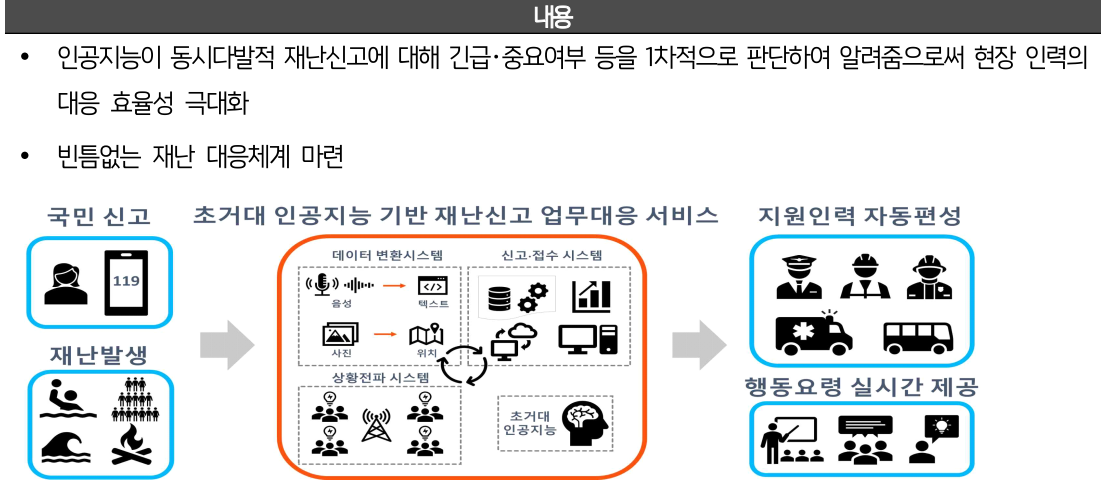 내용
• 인공지능이 동시다발적 재난신고에 대해 긴급·중요여부 등을 1차적으로 판단하여 알려줌으로써 현장 인력의
대응 효율성 극대화
• 빈틈없는 재난 대응체계 마련
국민 신고
초거대 인공지능 기반 재난신고 업무대응 서비스
지원인력 자동편성
119
데이터 변환시스템
신고·접수 시스템
음성
텍스트
사진
위치
재난발생
상황전파 시스템
초거대
인공지능
행동요령 실시간 제공